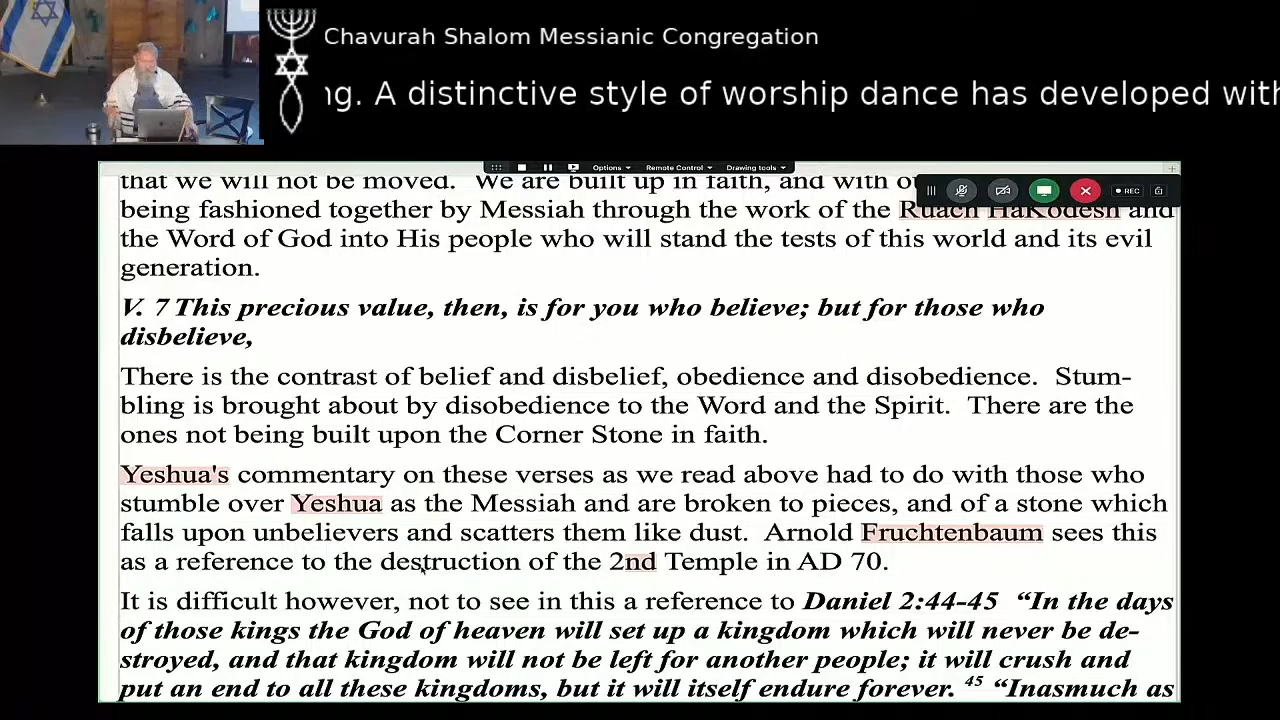 Chavurah Shalom Messianic Congregation
ng. A distinctive style of worship dance has developed with
Options
Remote Control
Drawing tools
that we will not be moved. We are built up in faith, and with
REC
being fashioned together by Messiah through the work of the Ruach HaKodesh and
the Word of God into His people who will stand the tests of this world and its evil
generation.
V. 7 This precious value, then, is for you who believe; but for those who
disbelieve,
There is the contrast of belief and disbelief, obedience and disobedience. Stum-
bling is brought about by disobedience to the Word and the Spirit. There are the
ones not being built upon the Corner Stone in faith.
Yeshua's commentary on these verses as we read above had to do with those who
stumble over Yeshua as the Messiah and are broken to pieces, and of a stone which
falls upon unbelievers and scatters them like dust. Arnold Fruchtenbaum sees this
as a reference to the destruction of the 2nd Temple in AD 70.
It is difficult however, not to see in this a reference to Daniel 2:44-45 “In the days
of those kings the God of heaven will set up a kingdom which will never be de-
stroyed, and that kingdom will not be left for another people; it will crush and
put an end to all these kingdoms, but it will itself endure forever. 45 “Inasmuch as